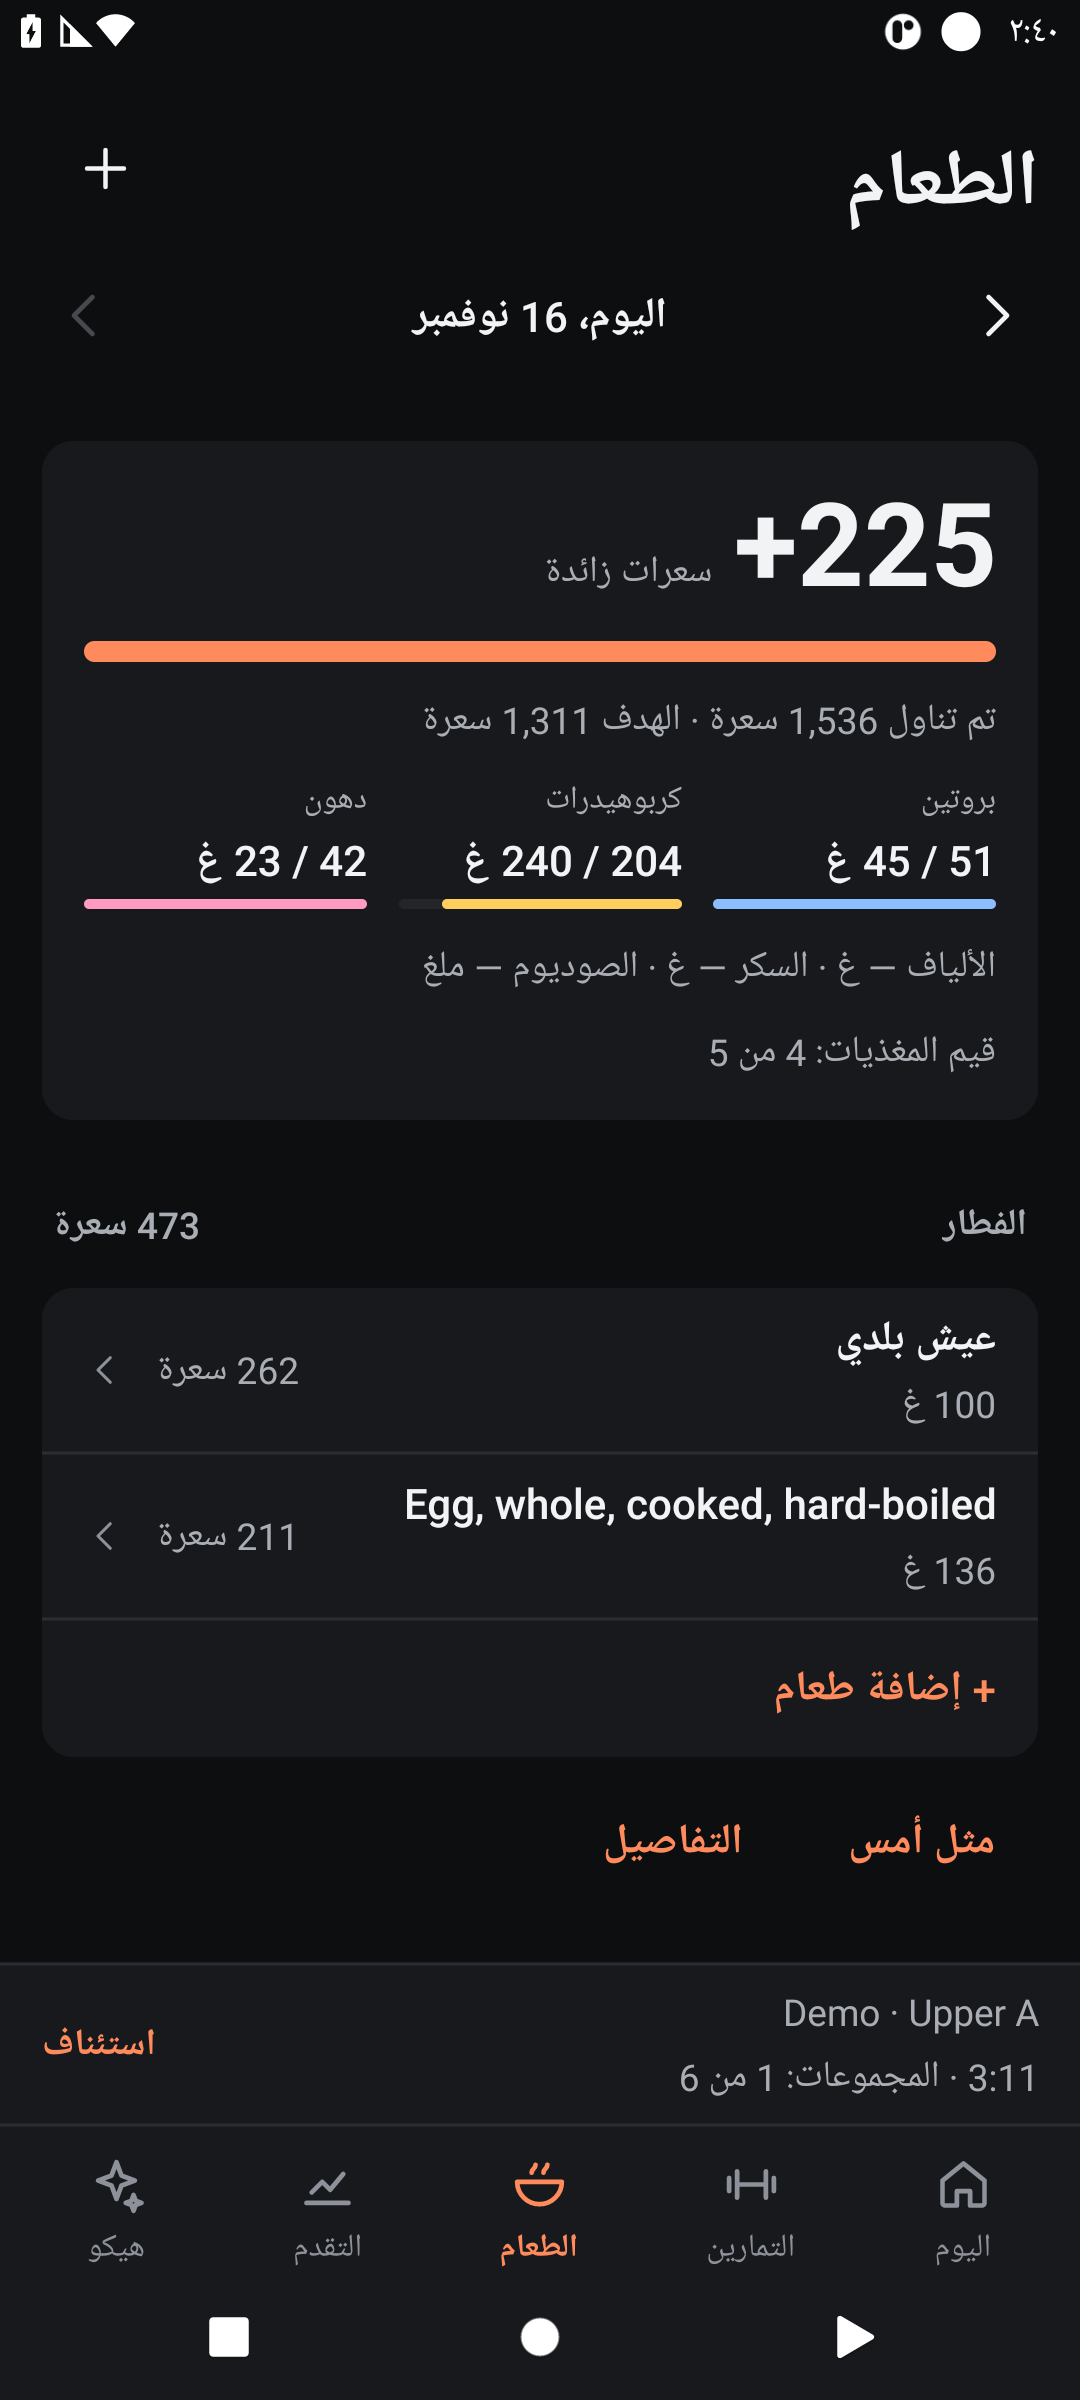 ٢:٤٠
الطعام
اليوم، 16 نوفمبر
+225 سعرات زائدة
تم تناول 1,536 سعرة · الهدف 1,311 سعرة
بروتين
51 / 45 غ
كربوهيدرات
204 / 240 غ
دهون
42 / 23 غ
الألياف — غ · السكر — غ · الصوديوم — ملغ
قيم المغذيات: 4 من 5
الفطار
473 سعرة
عيش بلدي
100 غ
262 سعرة
Egg, whole, cooked, hard-boiled
136 غ
211 سعرة
+ إضافة طعام
مثل أمس
التفاصيل
Demo · Upper A
3:11 · المجموعات: 1 من 6
استئناف
اليوم
التمارين
الطعام
التقدم
هيكو